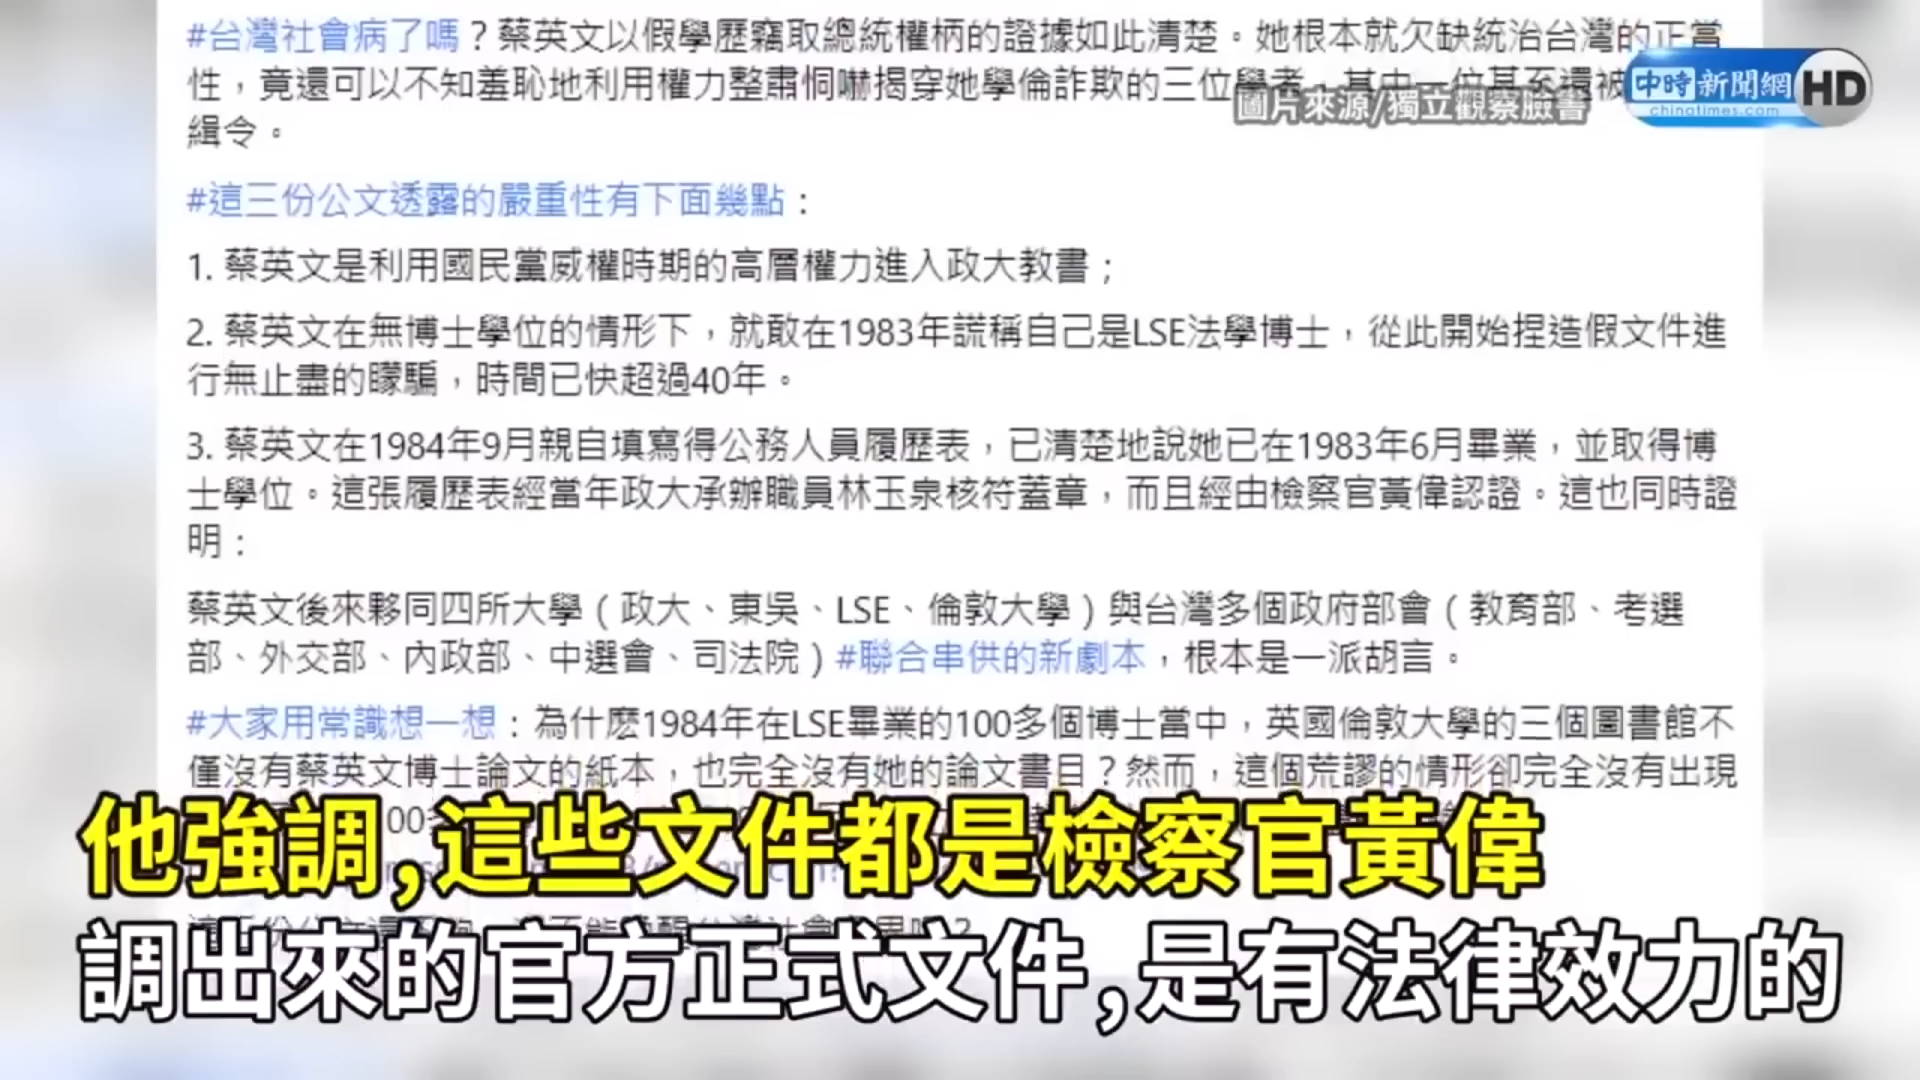 #台灣社會病了嗎？蔡英文以假學歷竊取總統權柄的證據如此清楚。她根本就欠缺統治台灣的正當
性，竟還可以不知羞恥地利用權力整肅恫嚇揭穿她學倫詐欺的三位學者，其中一位甚至還被
緝令。
圖片來源/獨立觀察臉書
中時新聞網 HD
chinatimes.com
#這三份公文透露的嚴重性有下面幾點：
1. 蔡英文是利用國民黨威權時期的高層權力進入政大教書；
2. 蔡英文在無博士學位的情形下，就敢在1983年謊稱自己是LSE法學博士，從此開始捏造假文件進
行無止盡的矇騙，時間已快超過40年。
3. 蔡英文在1984年9月親自填寫得公務人員履歷表，已清楚地說她已在1983年6月畢業，並取得博
士學位。這張履歷表經當年政大承辦職員林玉泉核符蓋章，而且經由檢察官黃偉認證。這也同時證
明：
蔡英文後來夥同四所大學（政大、東吳、LSE、倫敦大學）與台灣多個政府部會（教育部、考選
部、外交部、內政部、中選會、司法院）#聯合串供的新劇本，根本是一派胡言。
#大家用常識想一想：為什麼1984年在LSE畢業的100多個博士當中，英國倫敦大學的三個圖書館不
僅沒有蔡英文博士論文的紙本，也完全沒有她的論文書目？然而，這個荒謬的情形卻完全沒有出現
他強調,這些文件都是檢察官黃偉
調出來的官方正式文件,是有法律效力的